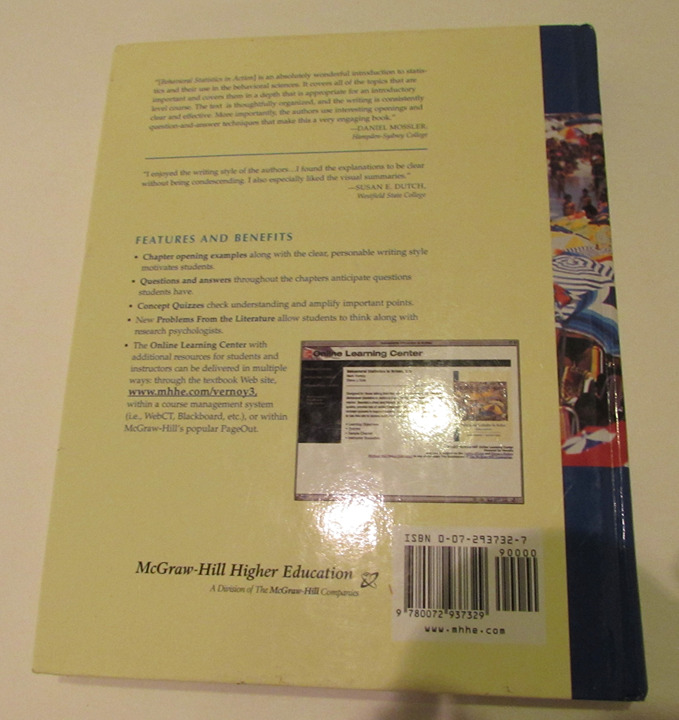 "[Behavioral Statistics in Action] is an absolutely wonderful introduction to statis-
tics and their use in the behavioral sciences. It covers all of the topics that are
important and covers them in a depth that is appropriate for an introductory
level course. The text is thoughtfully organized, and the writing is consistently
clear and effective. More importantly, the authors use interesting openings and
question-and-answer techniques that make this a very engaging book."
—DANIEL MOSSLER,
Hampden-Sydney College
"I enjoyed the writing style of the authors...I found the explanations to be clear
without being condescending. I also especially liked the visual summaries."
—SUSAN E. DUTCH,
Westfield State College
FEATURES AND BENEFITS
• Chapter opening examples along with the clear, personable writing style
motivates students.
• Questions and answers throughout the chapters anticipate questions
students have.
• Concept Quizzes check understanding and amplify important points.
• New Problems From the Literature allow students to think along with
research psychologists.
• The Online Learning Center with
additional resources for students and
instructors can be delivered in multiple
ways: through the textbook Web site,
www.mhhe.com/vernoy3,
within a course management system
(i.e., WebCT, Blackboard, etc.), or within
McGraw-Hill's popular PageOut.
Online Learning Center
ISBN 0-07-293732-7
90000
9 780072 937329
www.mhhe.com
McGraw-Hill Higher Education
A Division of The McGraw-Hill Companies